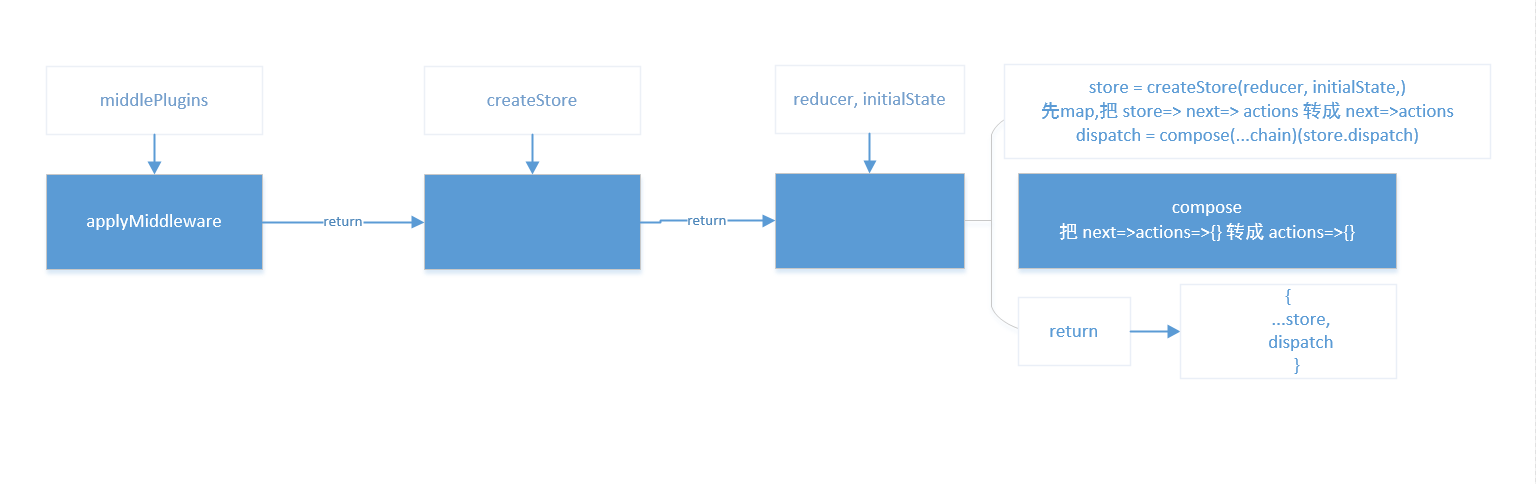 middlePlugins
createStore
reducer, initialState
store = createStore(reducer, initialState,)
先map,把 store=> next=> actions 转成 next=>actions
dispatch = compose(...chain)(store.dispatch)
applyMiddleware
return
return
compose
把 next=>actions=>{} 转成 actions=>{}
return
{
...store,
dispatch
}